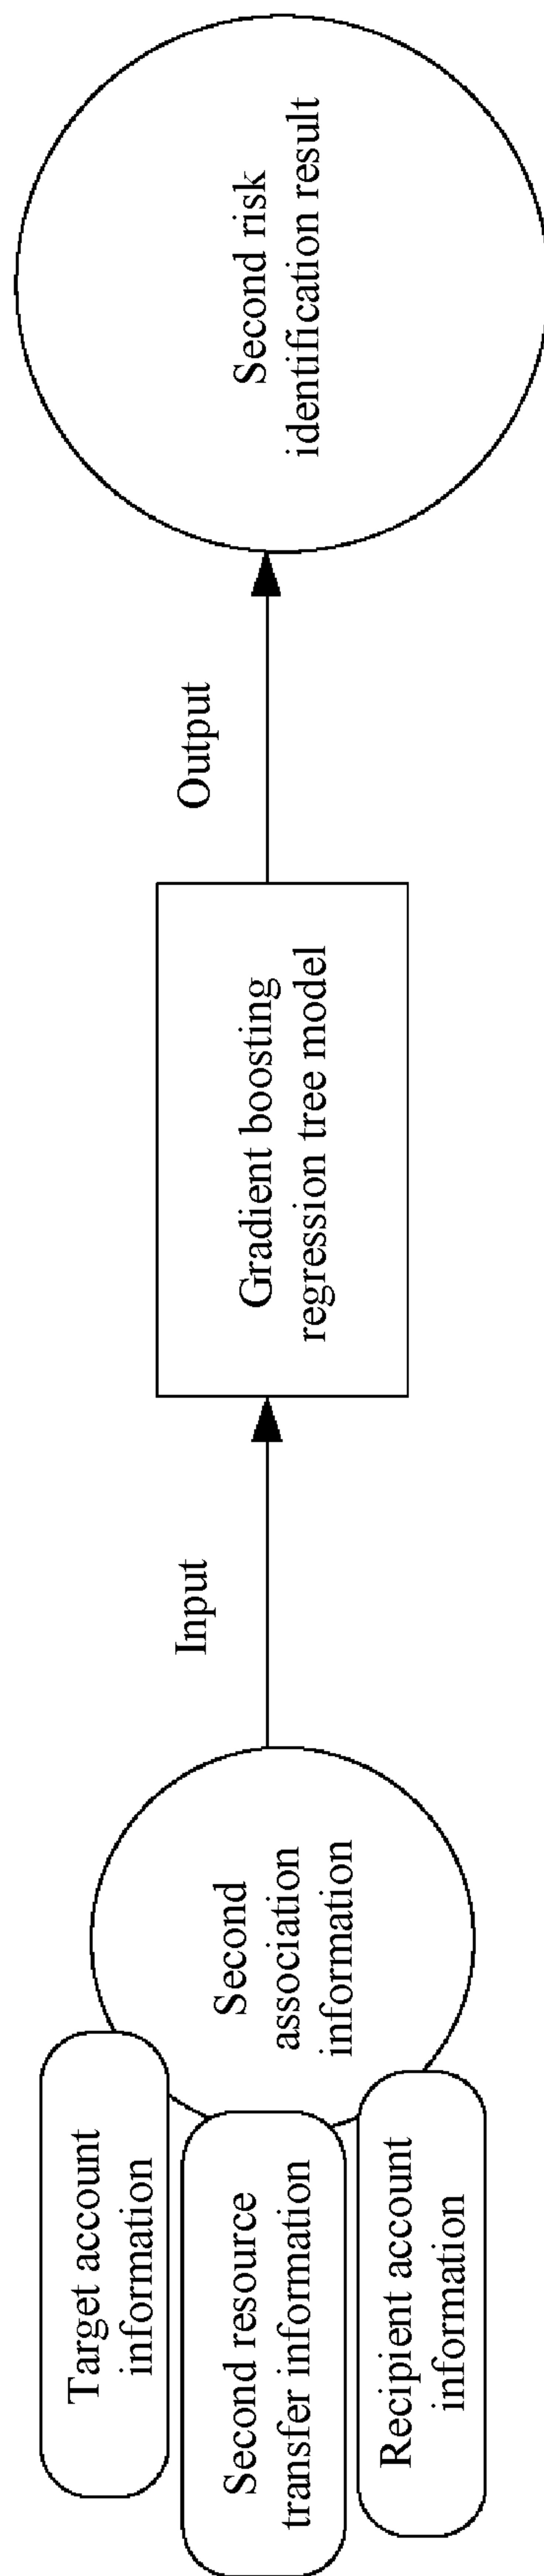 Target account
information
Second resource
transfer information
Recipient account
information
Second
association
information
Input
Gradient boosting
regression tree model
Output
Second risk
identification result